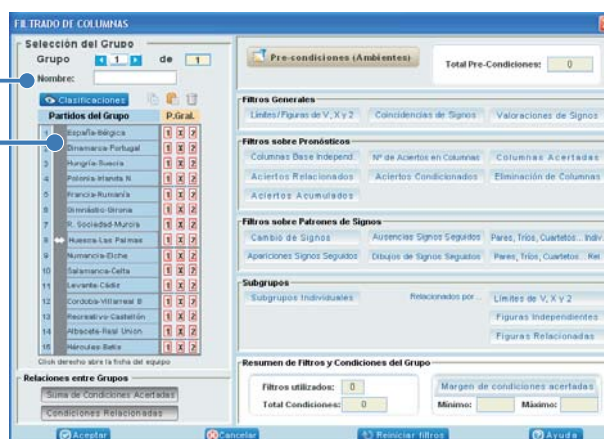 FILTRADO DE COLUMNAS
Selección del Grupo
Grupo 1 de 1
Nombre:
Clasificaciones
Partidos del Grupo P.Gral.
1 España-Bélgica 1 X 2
2 Dinamarca-Portugal 1 X 2
3 Hungría-Suecia 1 X 2
4 Polonia-Irlanda N. 1 X 2
5 Francia-Rumanía 1 X 2
6 Gimnástic-Girona 1 X 2
7 R. Sociedad-Murcia 1 X 2
8 Huesca-Las Palmas 1 X 2
9 Numancia-Elche 1 X 2
10 Salamanca-Celta 1 X 2
11 Levante-Cádiz 1 X 2
12 Cordoba-Villarreal B 1 X 2
13 Recreativo-Castellón 1 X 2
14 Albacete-Real Unión 1 X 2
15 Hércules-Betis 1 X 2
Click derecho abre la ficha del equipo
Relaciones entre Grupos
Suma de Condiciones Acertadas
Condiciones Relacionadas
Pre-condiciones (Ambientes)
Total Pre-Condiciones: 0
Filtros Generales
Limites/Figuras de V, X y 2 Coincidencias de Signos Valoraciones de Signos
Filtros sobre Pronósticos
Columnas Base Independ. Nº de Aciertos en Columnas Columnas Acertadas
Aciertos Relacionados Aciertos Condicionados Eliminación de Columnas
Aciertos Acumulados
Filtros sobre Patrones de Signos
Cambio de Signos Ausencias Signos Seguidos Pares, Tríos, Cuartetos... Indiv
Apariciones Signos Seguidos Dibujos de Signos Seguidos Pares, Tríos, Cuartetos... Rel
Subgrupos
Subgrupos Individuales Relacionados por ... Limites de V, X y 2
Figuras Independientes
Figuras Relacionadas
Resumen de Filtros y Condiciones del Grupo
Filtros utilizados: 0 Margen de condiciones acertadas
Total Condiciones: 0 Mínimo: Máximo:
Aceptar Cancelar Reiniciar filtros Ayuda